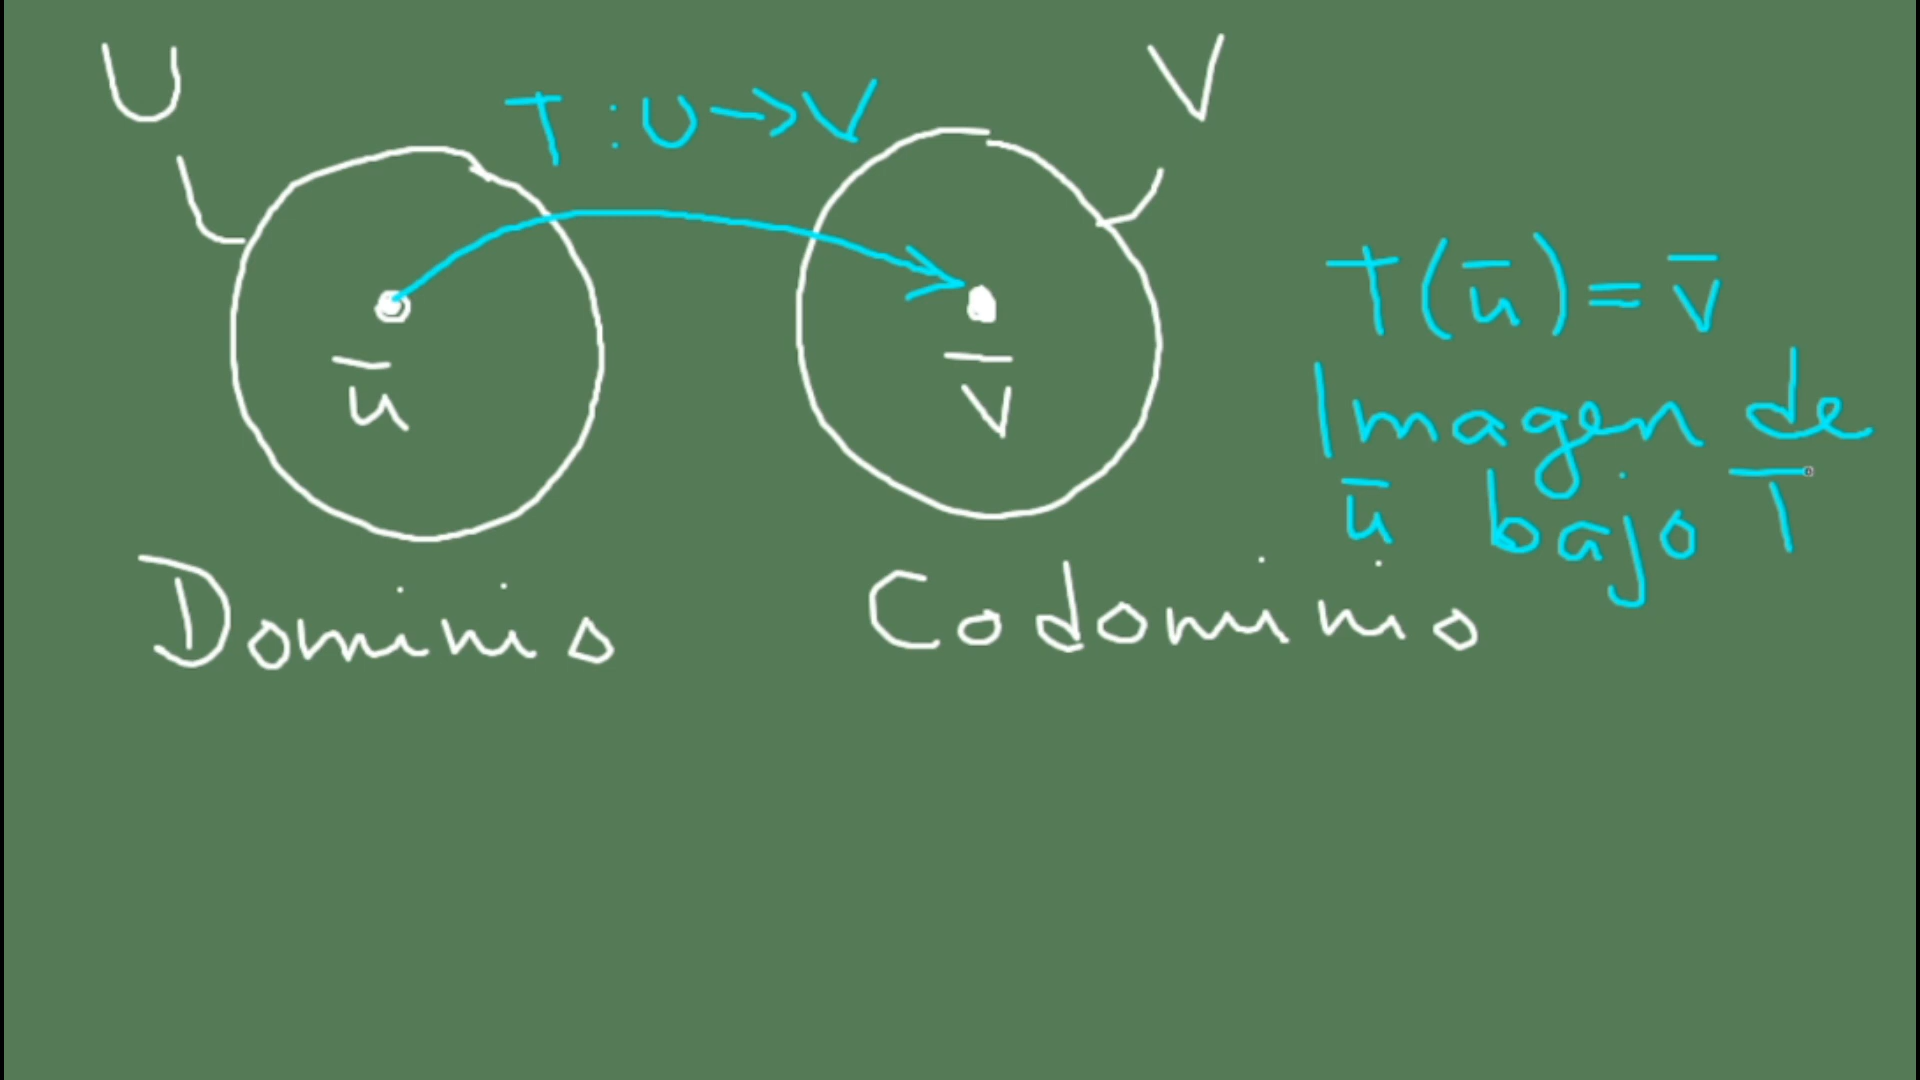 U
V
T : U → V
T(ū) = v̄
ū
v̄
Imagen de
ū bajo T
Dominio
Codominio